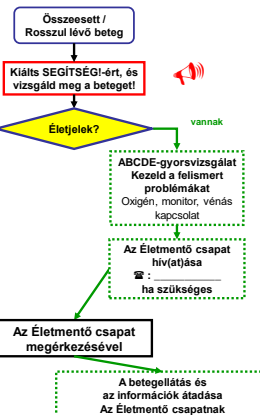 Összeesett /
Rosszul lévő beteg
Kiálts SEGÍTSÉG!-ért, és
vizsgáld meg a beteget!
Életjelek?
vannak
ABCDE-gyorsvizsgálat
Kezeld a felismert
problémákat
Oxigén, monitor, vénás
kapcsolat
Az Életmentő csapat
hív(at)ása
☎ : ___________
ha szükséges
Az Életmentő csapat
megérkezésével
A betegellátás és
az információk átadása
Az Életmentő csapatnak